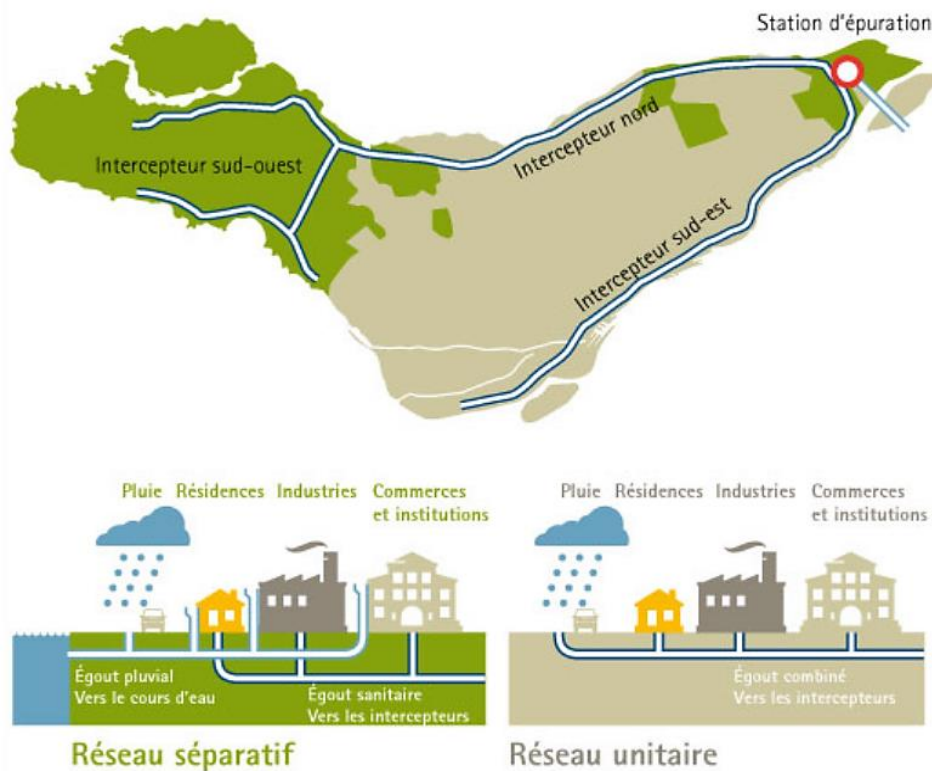 Station d'épuration
Intercepteur nord
Intercepteur sud-ouest
Intercepteur sud-est
Pluie Résidences Industries Commerces
et institutions
Égout pluvial
Vers le cours d'eau
Égout sanitaire
Vers les intercepteurs
Réseau séparatif
Pluie Résidences Industries Commerces
et institutions
Égout combiné
Vers les intercepteurs
Réseau unitaire